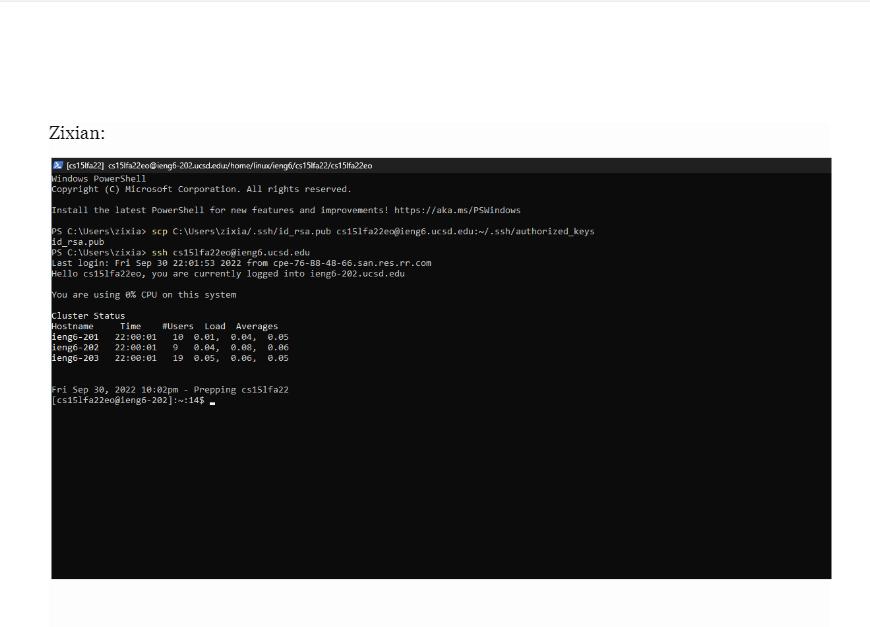 Zixian:
[cs15lfa22] cs15lfa22eo@ieng6-202.ucsd.edu:/home/linux/ieng6/cs15lfa22/cs15lfa22eo
Windows PowerShell
Copyright (C) Microsoft Corporation. All rights reserved.
Install the latest PowerShell for new features and improvements! https://aka.ms/PSWindows
PS C:\Users\zixia> scp C:\Users\zixia/.ssh/id_rsa.pub cs15lfa22eo@ieng6.ucsd.edu:~/.ssh/authorized_keys
id_rsa.pub
PS C:\Users\zixia> ssh cs15lfa22eo@ieng6.ucsd.edu
Last login: Fri Sep 30 22:01:53 2022 from cpe-76-88-48-66.san.res.rr.com
Hello cs15lfa22eo, you are currently logged into ieng6-202.ucsd.edu
You are using 0% CPU on this system
Cluster Status
Hostname     Time    #Users  Load  Averages
ieng6-201   22:00:01   10  0.01,  0.04,  0.05
ieng6-202   22:00:01   9   0.04,  0.08,  0.06
ieng6-203   22:00:01   19  0.05,  0.06,  0.05
Fri Sep 30, 2022 10:02pm - Prepping cs15lfa22
[cs15lfa22eo@ieng6-202]:~:14$